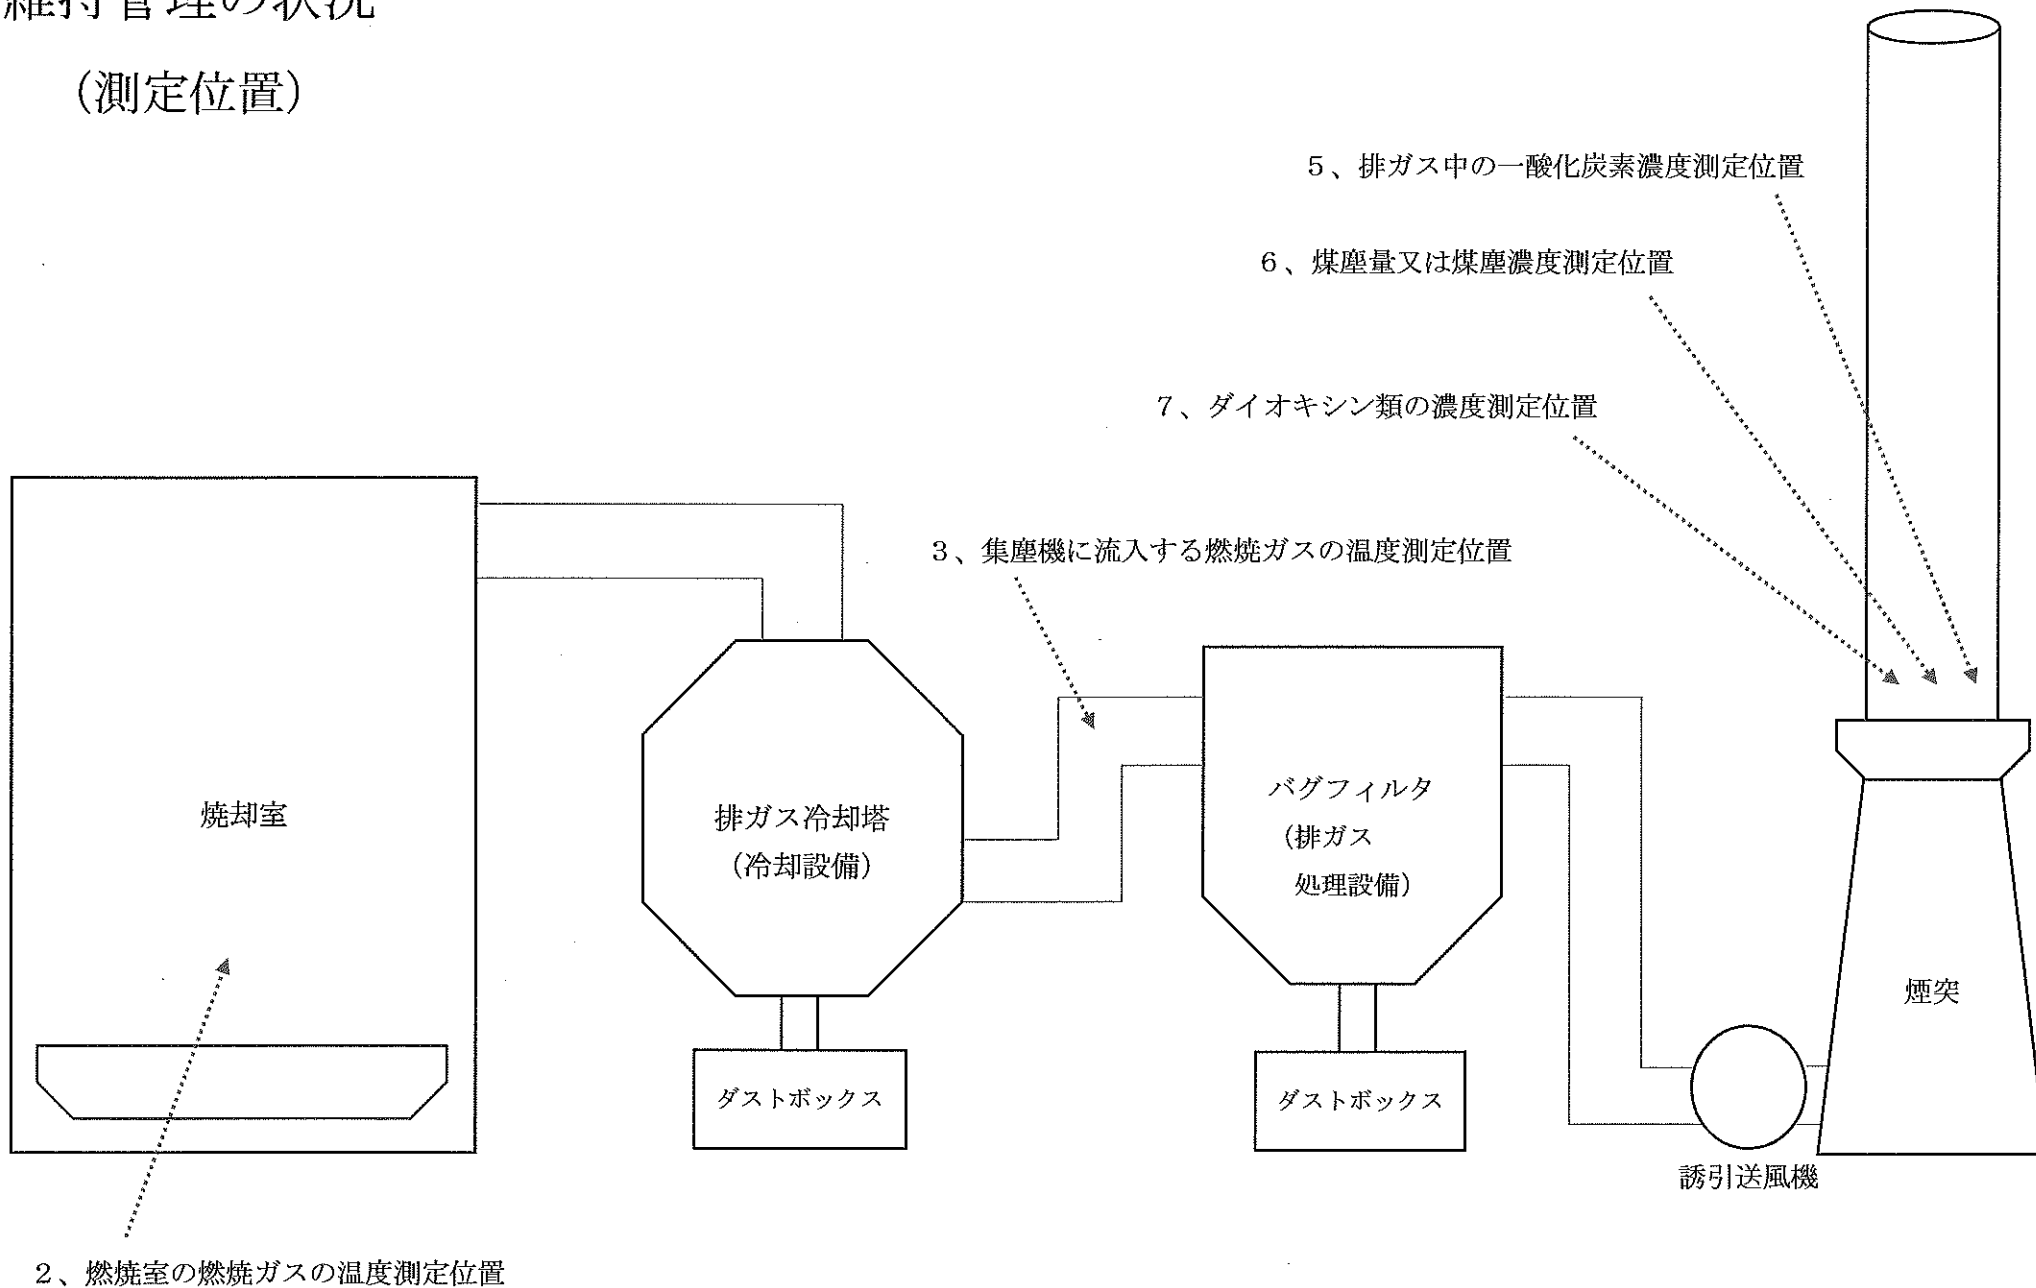 維持管理の状況
(測定位置)
5、排ガス中の一酸化炭素濃度測定位置
6、煤塵量又は煤塵濃度測定位置
7、ダイオキシン類の濃度測定位置
3、集塵機に流入する燃焼ガスの温度測定位置
焼却室
排ガス冷却塔
(冷却設備)
バグフィルタ
(排ガス
処理設備)
煙突
ダストボックス
ダストボックス
誘引送風機
2、燃焼室の燃焼ガスの温度測定位置